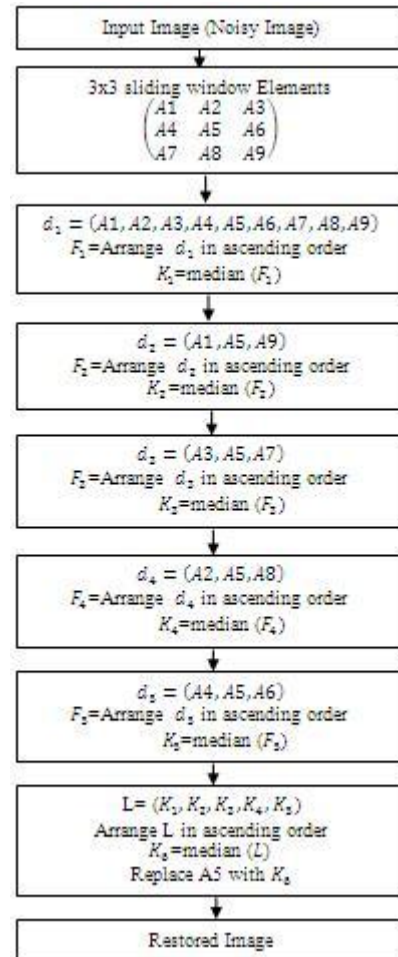 Input Image (Noisy Image)
3x3 sliding window Elements
A1 A2 A3
A4 A5 A6
A7 A8 A9
d₁ = (A1, A2, A3, A4, A5, A6, A7, A8, A9)
F₁=Arrange d₁ in ascending order
K₁=median (F₁)
d₂ = (A1, A5, A9)
F₂=Arrange d₂ in ascending order
K₂=median (F₂)
d₃ = (A3, A5, A7)
F₃=Arrange d₃ in ascending order
K₃=median (F₃)
d₄ = (A2, A5, A8)
F₄=Arrange d₄ in ascending order
K₄=median (F₄)
d₅ = (A4, A5, A6)
F₅=Arrange d₅ in ascending order
K₅=median (F₅)
L= (K₁, K₂, K₃, K₄, K₅)
Arrange L in ascending order
K₆=median (L)
Replace A5 with K₆
Restored Image